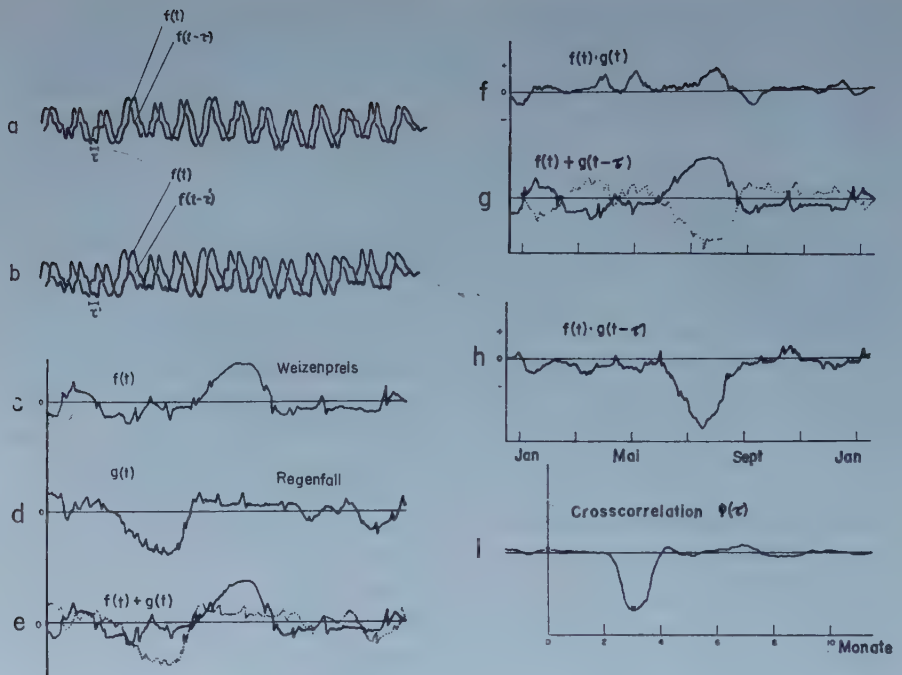 f(t)
f(t-τ)
a
τ
f(t)
f(t-τ')
b
τ'
c
0
f(t)
Weizenpreis
d
0
g(t)
Regenfall
e
0
f(t)+g(t)
f
+
0
−
f(t)·g(t)
g
f(t)+g(t-τ)
h
+
0
-
f(t)·g(t-τ)
Jan Mai Sept Jan
i
Crosscorrelation φ(τ)
0 2 4 6 8 10 Monate